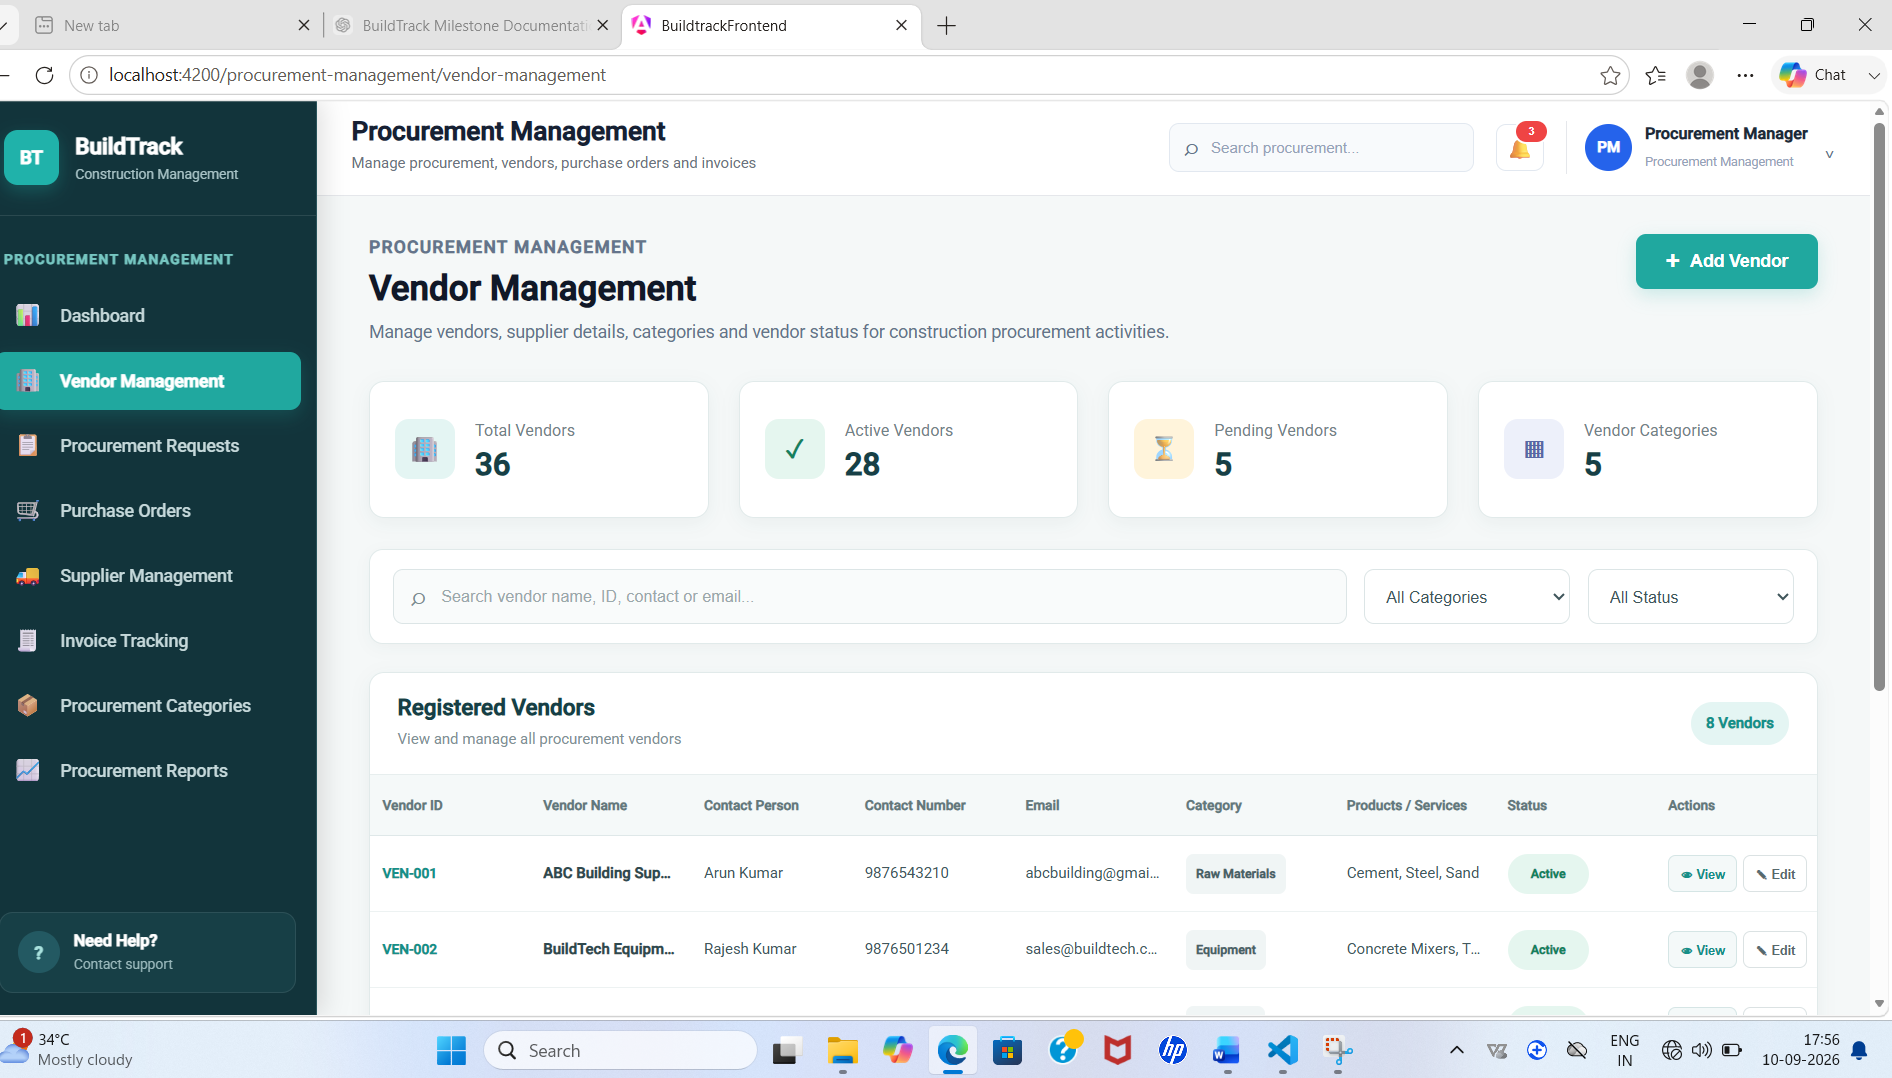 New tab
BuildTrack Milestone Documentati
BuildtrackFrontend
localhost:4200/procurement-management/vendor-management
Chat
BT
BuildTrack
Construction Management
PROCUREMENT MANAGEMENT
Dashboard
Vendor Management
Procurement Requests
Purchase Orders
Supplier Management
Invoice Tracking
Procurement Categories
Procurement Reports
?
Need Help?
Contact support
Procurement Management
Manage procurement, vendors, purchase orders and invoices
Search procurement...
3
PM
Procurement Manager
Procurement Management
PROCUREMENT MANAGEMENT
Vendor Management
Manage vendors, supplier details, categories and vendor status for construction procurement activities.
+ Add Vendor
Total Vendors
36
Active Vendors
28
Pending Vendors
5
Vendor Categories
5
Search vendor name, ID, contact or email...
All Categories
All Status
Registered Vendors
View and manage all procurement vendors
8 Vendors
Vendor ID Vendor Name Contact Person Contact Number Email Category Products / Services Status Actions
VEN-001 ABC Building Sup... Arun Kumar 9876543210 abcbuilding@gmai... Raw Materials Cement, Steel, Sand Active View Edit
VEN-002 BuildTech Equipm... Rajesh Kumar 9876501234 sales@buildtech.c... Equipment Concrete Mixers, T... Active View Edit
1
34°C
Mostly cloudy
Search
ENG
IN
17:56
10-09-2026